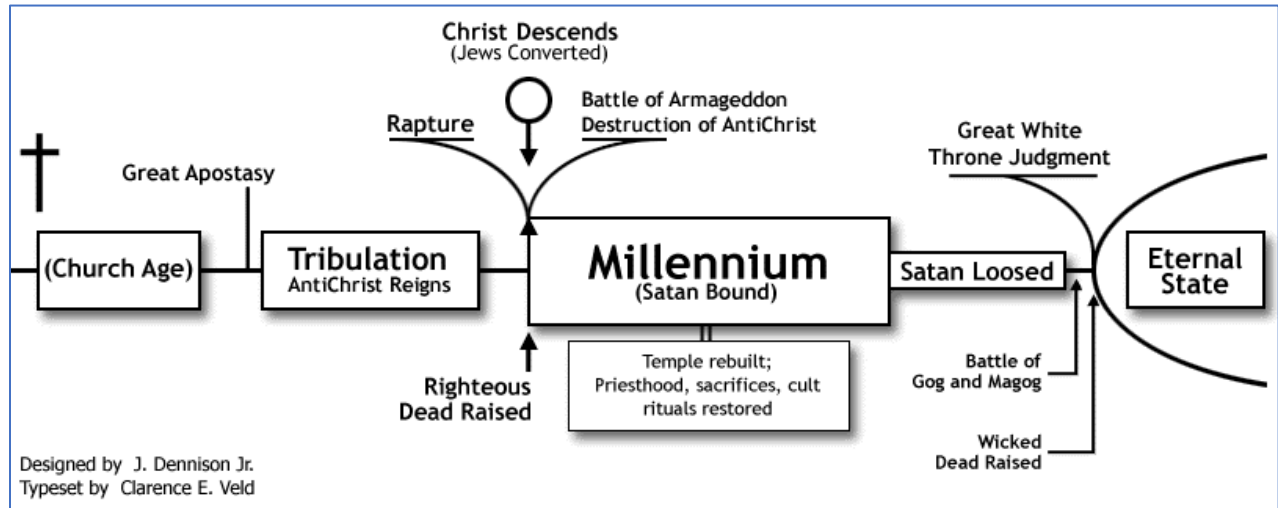 Christ Descends
(Jews Converted)
Rapture
Battle of Armageddon
Destruction of AntiChrist
Great White
Throne Judgment
Great Apostasy
(Church Age)
Tribulation
AntiChrist Reigns
Millennium
(Satan Bound)
Satan Loosed
Eternal
State
Righteous
Dead Raised
Temple rebuilt;
Priesthood, sacrifices, cult
rituals restored
Battle of
Gog and Magog
Wicked
Dead Raised
Designed by J. Dennison Jr.
Typeset by Clarence E. Veld